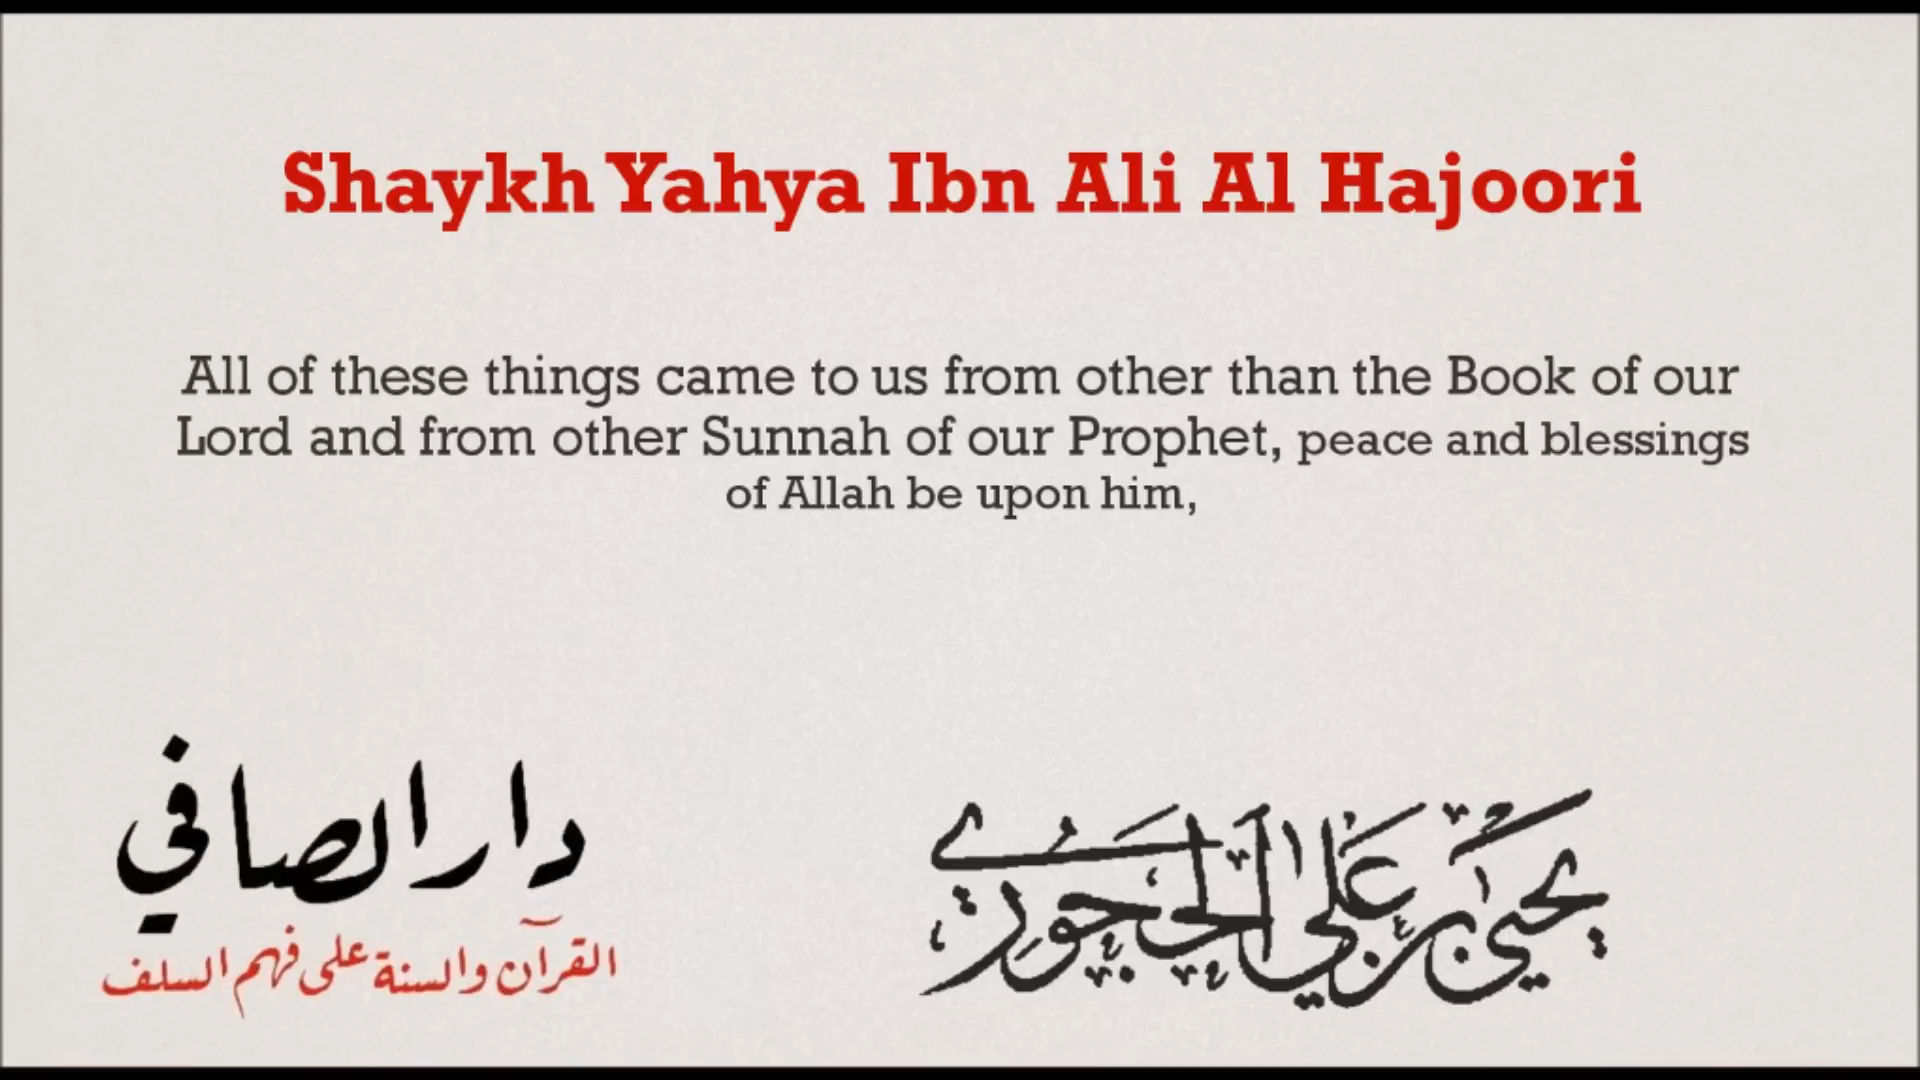 Shaykh Yahya Ibn Ali Al Hajoori
All of these things came to us from other than the Book of our
Lord and from other Sunnah of our Prophet, peace and blessings
of Allah be upon him,
دار الصافي
القرآن والسنة على فهم السلف
يحيى بن علي الحجوري